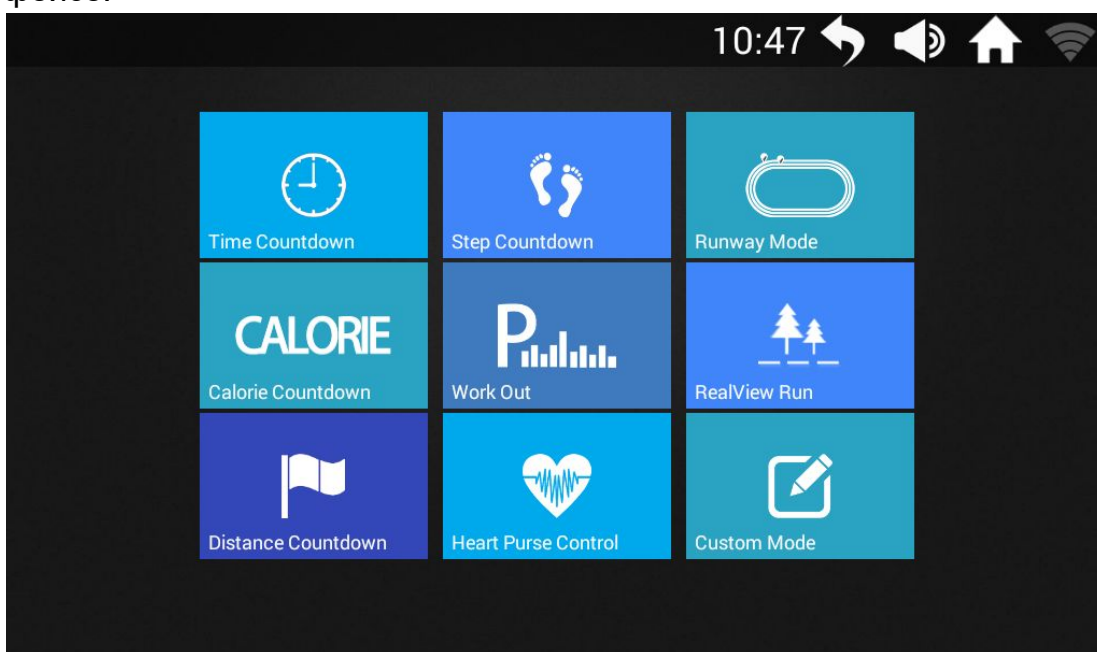 10:47
Time Countdown
Step Countdown
Runway Mode
CALORIE
Calorie Countdown
P
Work Out
RealView Run
Distance Countdown
Heart Purse Control
Custom Mode